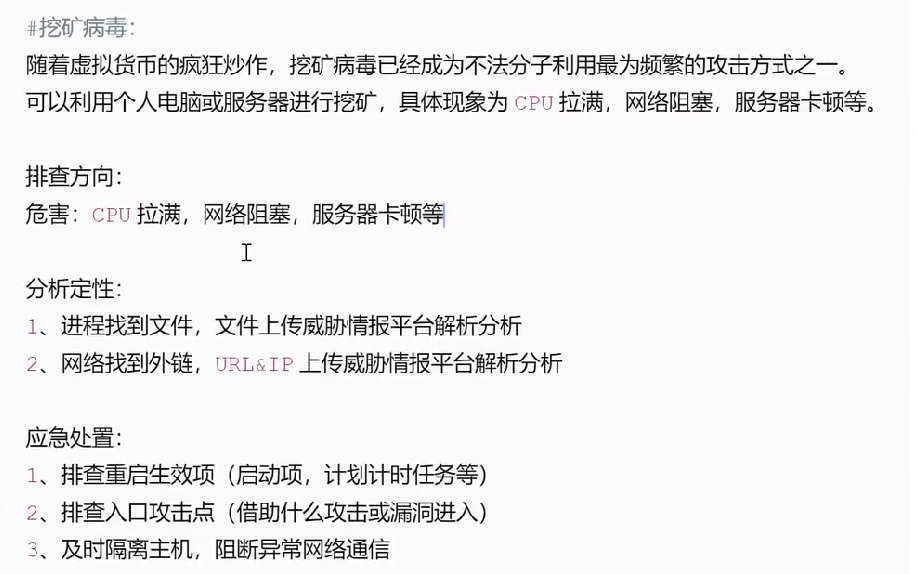 #挖矿病毒：
随着虚拟货币的疯狂炒作，挖矿病毒已经成为不法分子利用最为频繁的攻击方式之一。
可以利用个人电脑或服务器进行挖矿，具体现象为 CPU 拉满，网络阻塞，服务器卡顿等。
排查方向：
危害：CPU 拉满，网络阻塞，服务器卡顿等
分析定性：
1、进程找到文件，文件上传威胁情报平台解析分析
2、网络找到外链，URL&IP 上传威胁情报平台解析分析
应急处置：
1、排查重启生效项（启动项，计划计时任务等）
2、排查入口攻击点（借助什么攻击或漏洞进入）
3、及时隔离主机，阻断异常网络通信